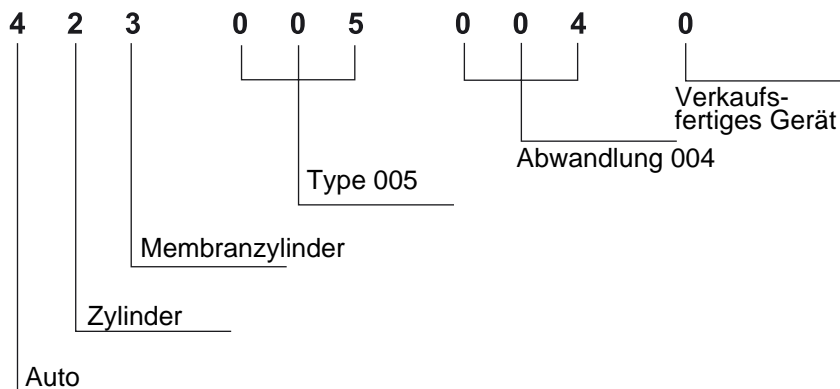 4 2 3 0 0 5 0 0 4 0
Verkaufs-
fertiges Gerät
Abwandlung 004
Type 005
Membranzylinder
Zylinder
Auto